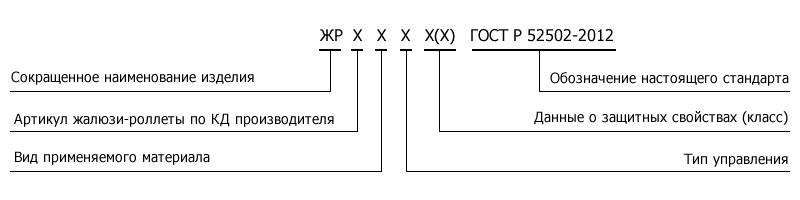 ЖР Х Х Х Х(Х) ГОСТ Р 52502-2012
Сокращенное наименование изделия
Обозначение настоящего стандарта
Артикул жалюзи-роллеты по КД производителя
Данные о защитных свойствах (класс)
Вид применяемого материала
Тип управления